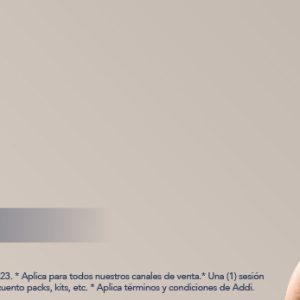 23. * Aplica para todos nuestros canales de venta.* Una (1) sesión
cuento packs, kits, etc. * Aplica términos y condiciones de Addi.